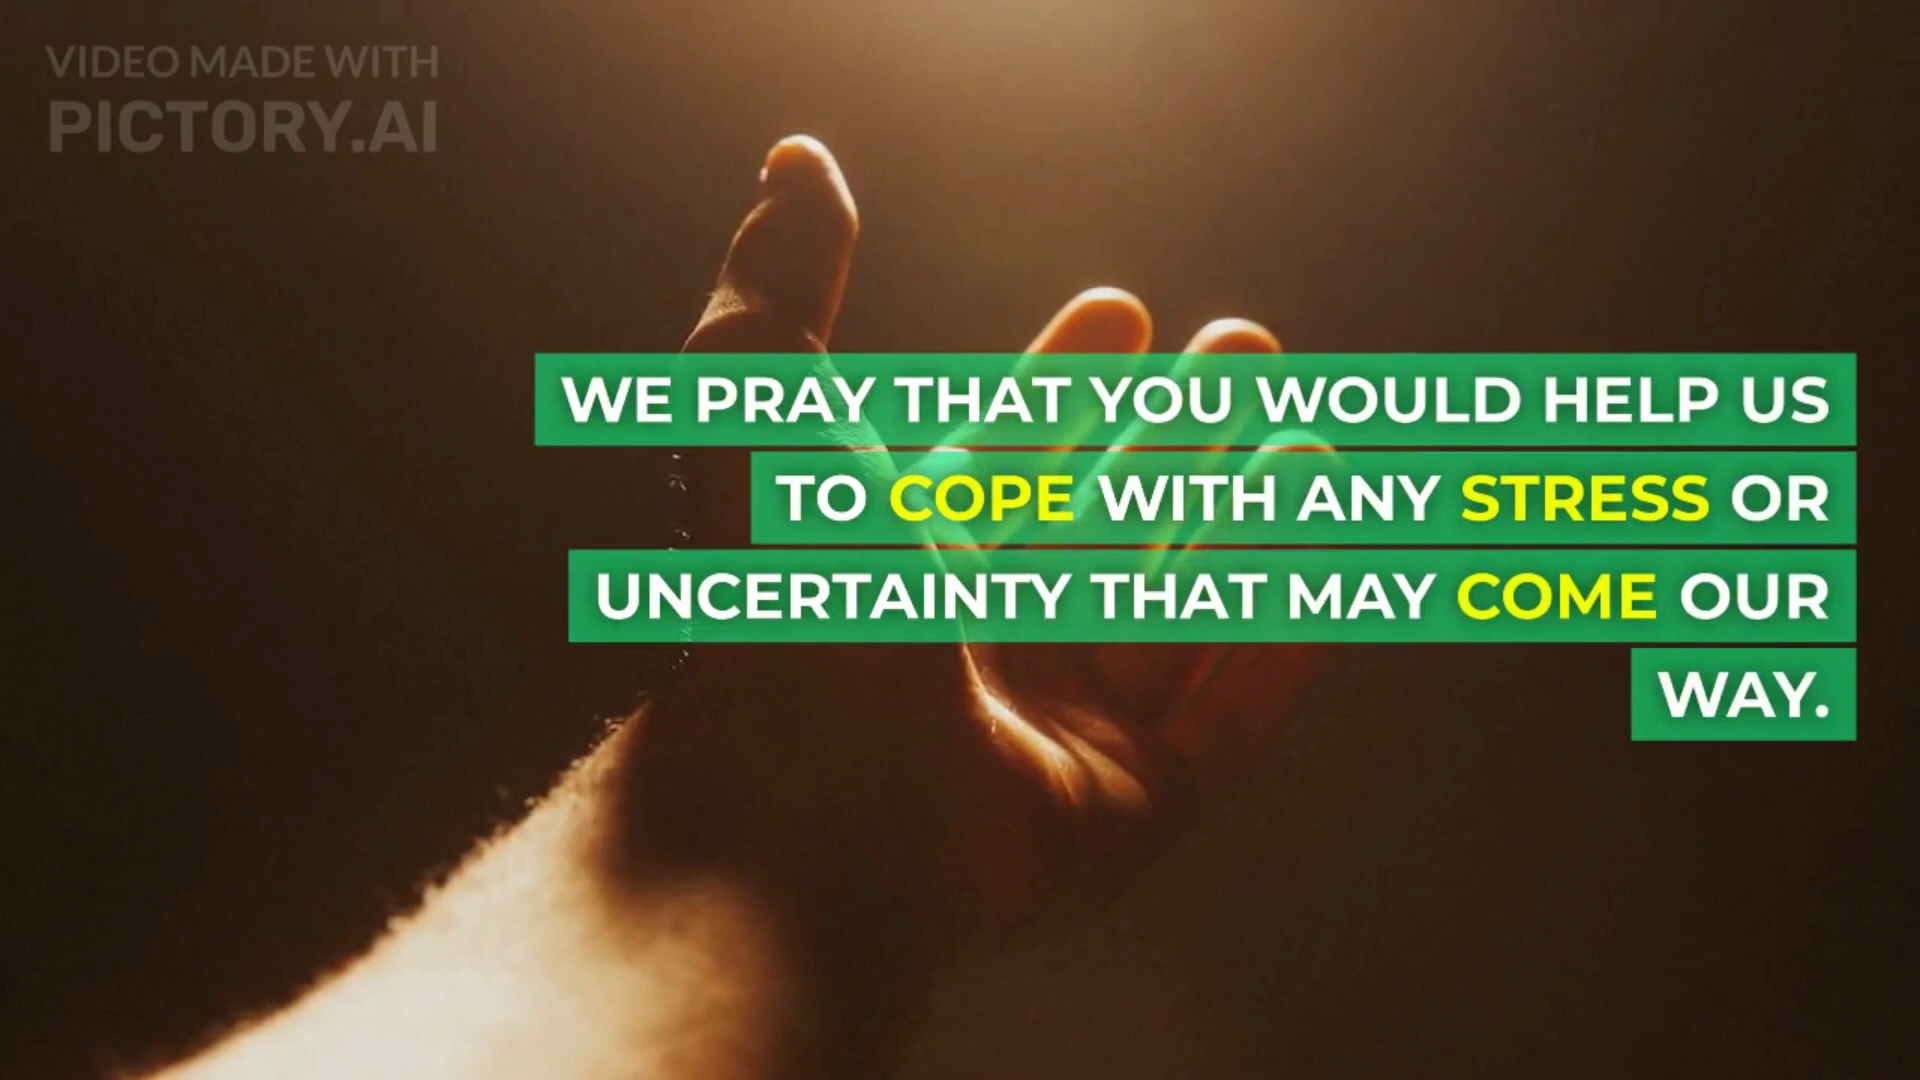 VIDEO MADE WITH
PICTORY.AI
WE PRAY THAT YOU WOULD HELP US
TO COPE WITH ANY STRESS OR
UNCERTAINTY THAT MAY COME OUR
WAY.